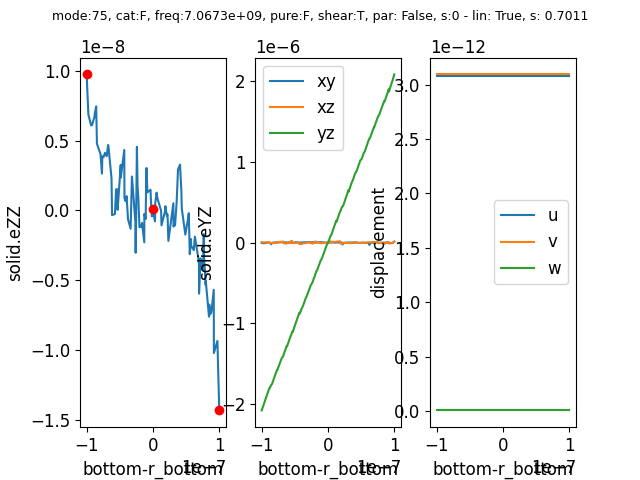 mode:75, cat:F, freq:7.0673e+09, pure:F, shear:T, par: False, s:0 - lin: True, s: 0.7011
1e−8
1.0
0.5
0.0
−0.5
−1.0
−1.5
solid.eZZ
−1
0
1
1e−7
bottom-r_bottom
1e−6
2
1
0
−1
−2
solid.eYZ
xy
xz
yz
−1
0
1
1e−7
bottom-r_bottom
1e−12
3.0
2.5
2.0
1.5
1.0
0.5
0.0
displacement
u
v
w
−1
0
1
1e−7
bottom-r_bottom